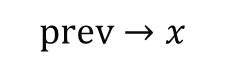 prev → x